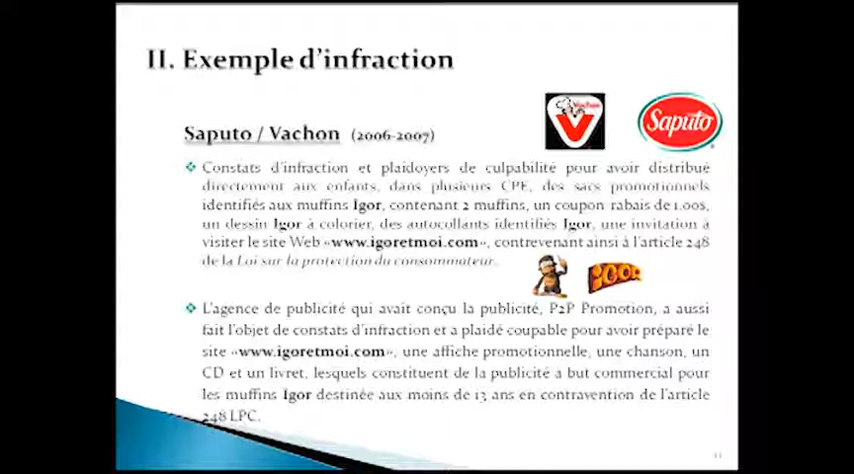 II. Exemple d'infraction
Vachon
Saputo
Saputo / Vachon (2006-2007)
Constats d'infraction et plaidoyers de culpabilité pour avoir distribué
directement aux enfants, dans plusieurs CPE, des sacs promotionnels
identifiés aux muffins Igor, contenant 2 muffins, un coupon rabais de 1.00$,
un dessin Igor à colorier, des autocollants identifiés Igor, une invitation à
visiter le site Web «www.igoretmoi.com», contrevenant ainsi à l'article 248
de la Loi sur la protection du consommateur.
IGOR
L'agence de publicité qui avait conçu la publicité, P2P Promotion, a aussi
fait l'objet de constats d'infraction et a plaidé coupable pour avoir préparé le
site «www.igoretmoi.com», une affiche promotionnelle, une chanson, un
CD et un livret, lesquels constituent de la publicité à but commercial pour
les muffins Igor destinée aux moins de 13 ans en contravention de l'article
248 LPC.